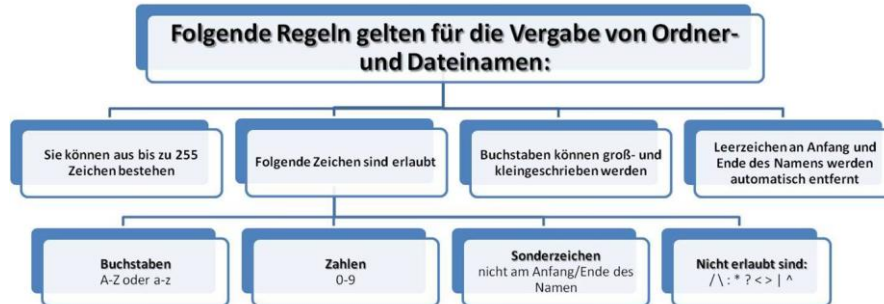 Folgende Regeln gelten für die Vergabe von Ordner-
und Dateinamen:
Sie können aus bis zu 255
Zeichen bestehen
Folgende Zeichen sind erlaubt
Buchstaben können groß- und
kleingeschrieben werden
Leerzeichen an Anfang und
Ende des Namens werden
automatisch entfernt
Buchstaben
A-Z oder a-z
Zahlen
0-9
Sonderzeichen
nicht am Anfang/Ende des
Namen
Nicht erlaubt sind:
/ \ : * ? < > | ^